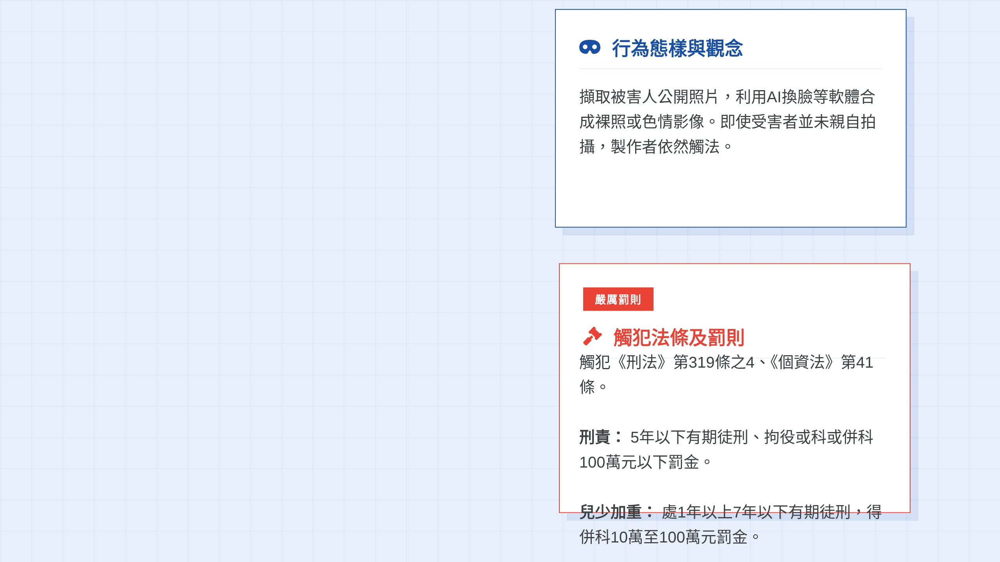 行為態樣與觀念
擷取被害人公開照片，利用AI換臉等軟體合
成裸照或色情影像。即使受害者並未親自拍
攝，製作者依然觸法。
嚴厲罰則
觸犯法條及罰則
觸犯《刑法》第319條之4、《個資法》第41
條。
刑責： 5年以下有期徒刑、拘役或科或併科
100萬元以下罰金。
兒少加重： 處1年以上7年以下有期徒刑，得
併科10萬至100萬元罰金。